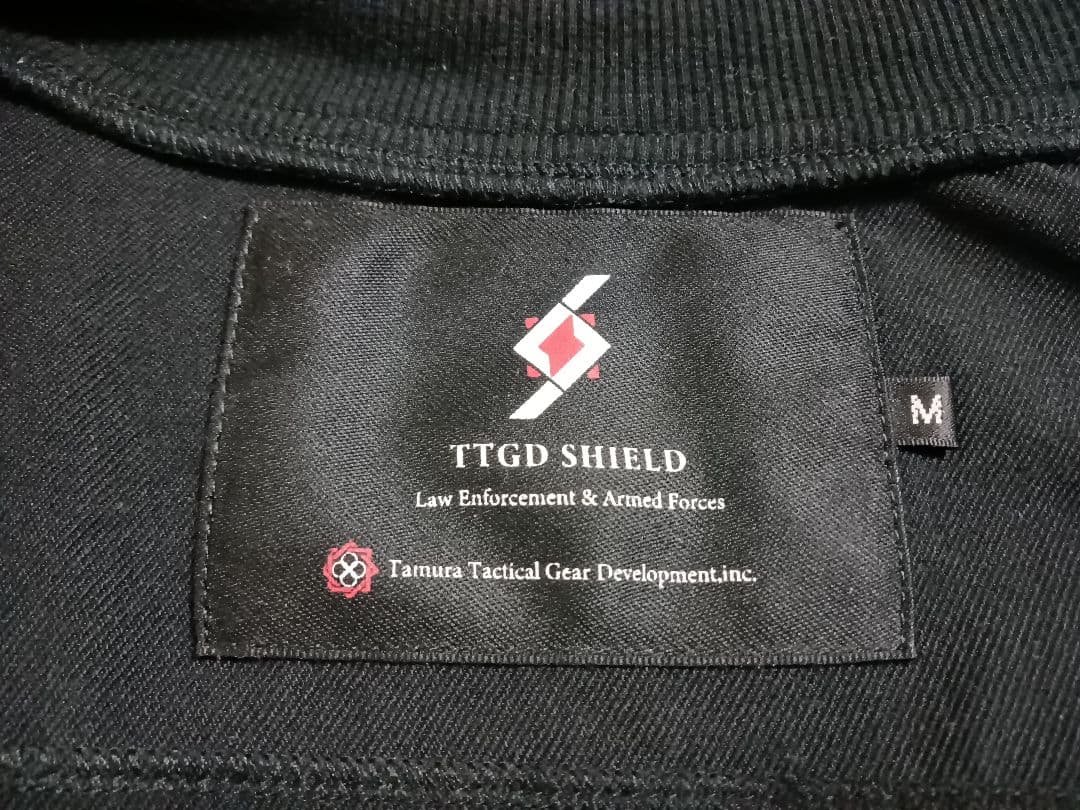 TTGD SHIELD
Law Enforcement & Armed Forces
Tamura Tactical Gear Development,inc.
M